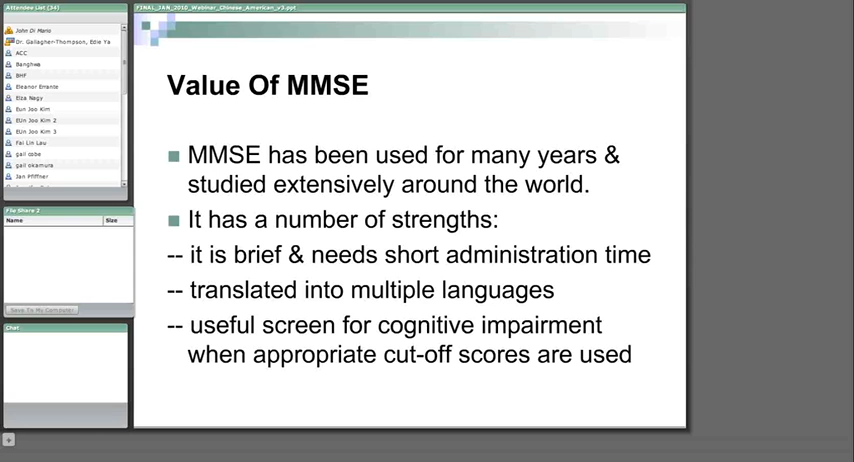 Attendee List (34)
John Di Mario
Dr. Gallagher-Thompson, Edie Ya
ACC
Banghwa
BHF
Eleanor Errante
Elza Nagy
Eun Joo Kim
EUn Joo Kim 2
EUn Joo Kim 3
Fai Lin Lau
gail cobe
gail okamura
Jan Pfiffner
File Share 2
Name Size
Save To My Computer
Chat
FINAL_JAN_2010_Webinar_Chinese_American_v3.ppt
Value Of MMSE
MMSE has been used for many years &
studied extensively around the world.
It has a number of strengths:
-- it is brief & needs short administration time
-- translated into multiple languages
-- useful screen for cognitive impairment
when appropriate cut-off scores are used